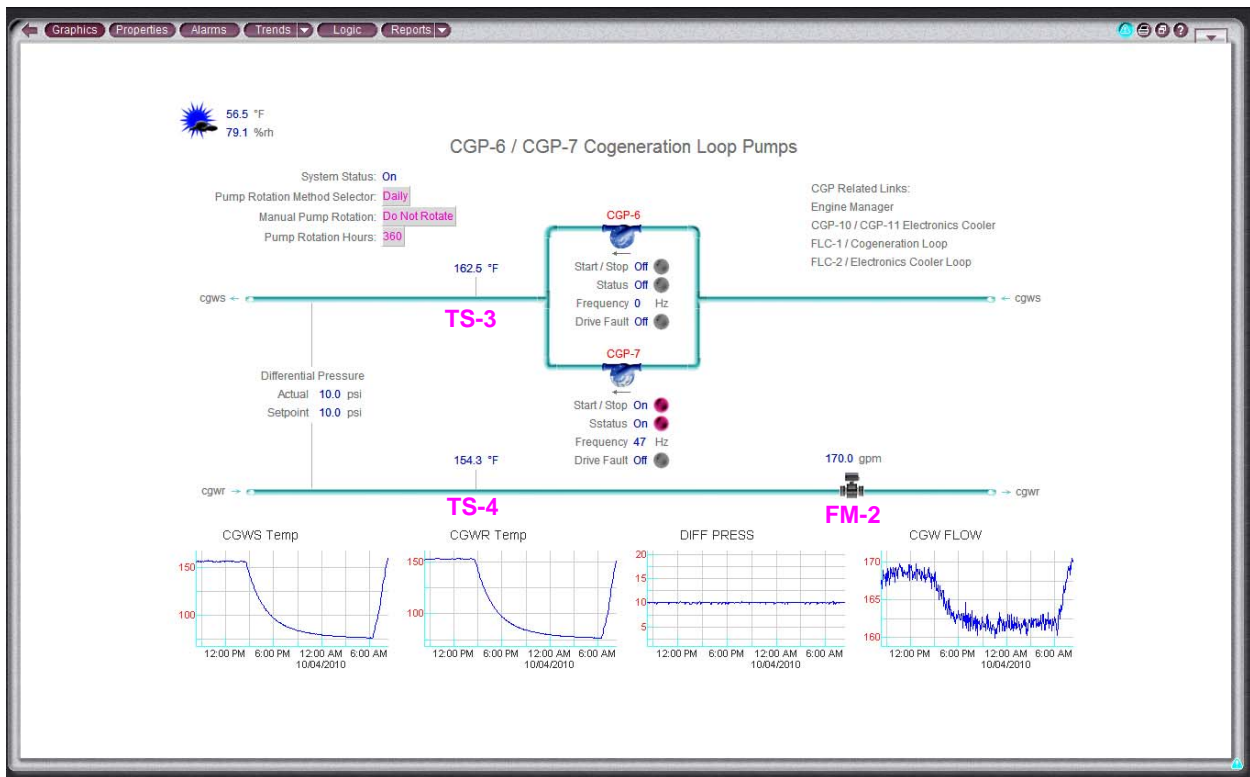 Graphics Properties Alarms Trends Logic Reports
56.5 °F
79.1 %rh
CGP-6 / CGP-7 Cogeneration Loop Pumps
System Status: On
Pump Rotation Method Selector: Daily
Manual Pump Rotation: Do Not Rotate
Pump Rotation Hours: 360
CGP Related Links:
Engine Manager
CGP-10 / CGP-11 Electronics Cooler
FLC-1 / Cogeneration Loop
FLC-2 / Electronics Cooler Loop
CGP-6
Start / Stop Off
Status Off
Frequency 0 Hz
Drive Fault Off
162.5 °F
cgws ←
TS-3
← cgws
CGP-7
Start / Stop On
Sstatus On
Frequency 47 Hz
Drive Fault Off
Differential Pressure
Actual 10.0 psi
Setpoint 10.0 psi
154.3 °F
170.0 gpm
cgwr →
→ cgwr
TS-4
FM-2
CGWS Temp
150
100
12:00 PM 6:00 PM 12:00 AM 6:00 AM
10/04/2010
CGWR Temp
150
100
12:00 PM 6:00 PM 12:00 AM 6:00 AM
10/04/2010
DIFF PRESS
20
15
10
5
12:00 PM 6:00 PM 12:00 AM 6:00 AM
10/04/2010
CGW FLOW
170
165
160
12:00 PM 6:00 PM 12:00 AM 6:00 AM
10/04/2010